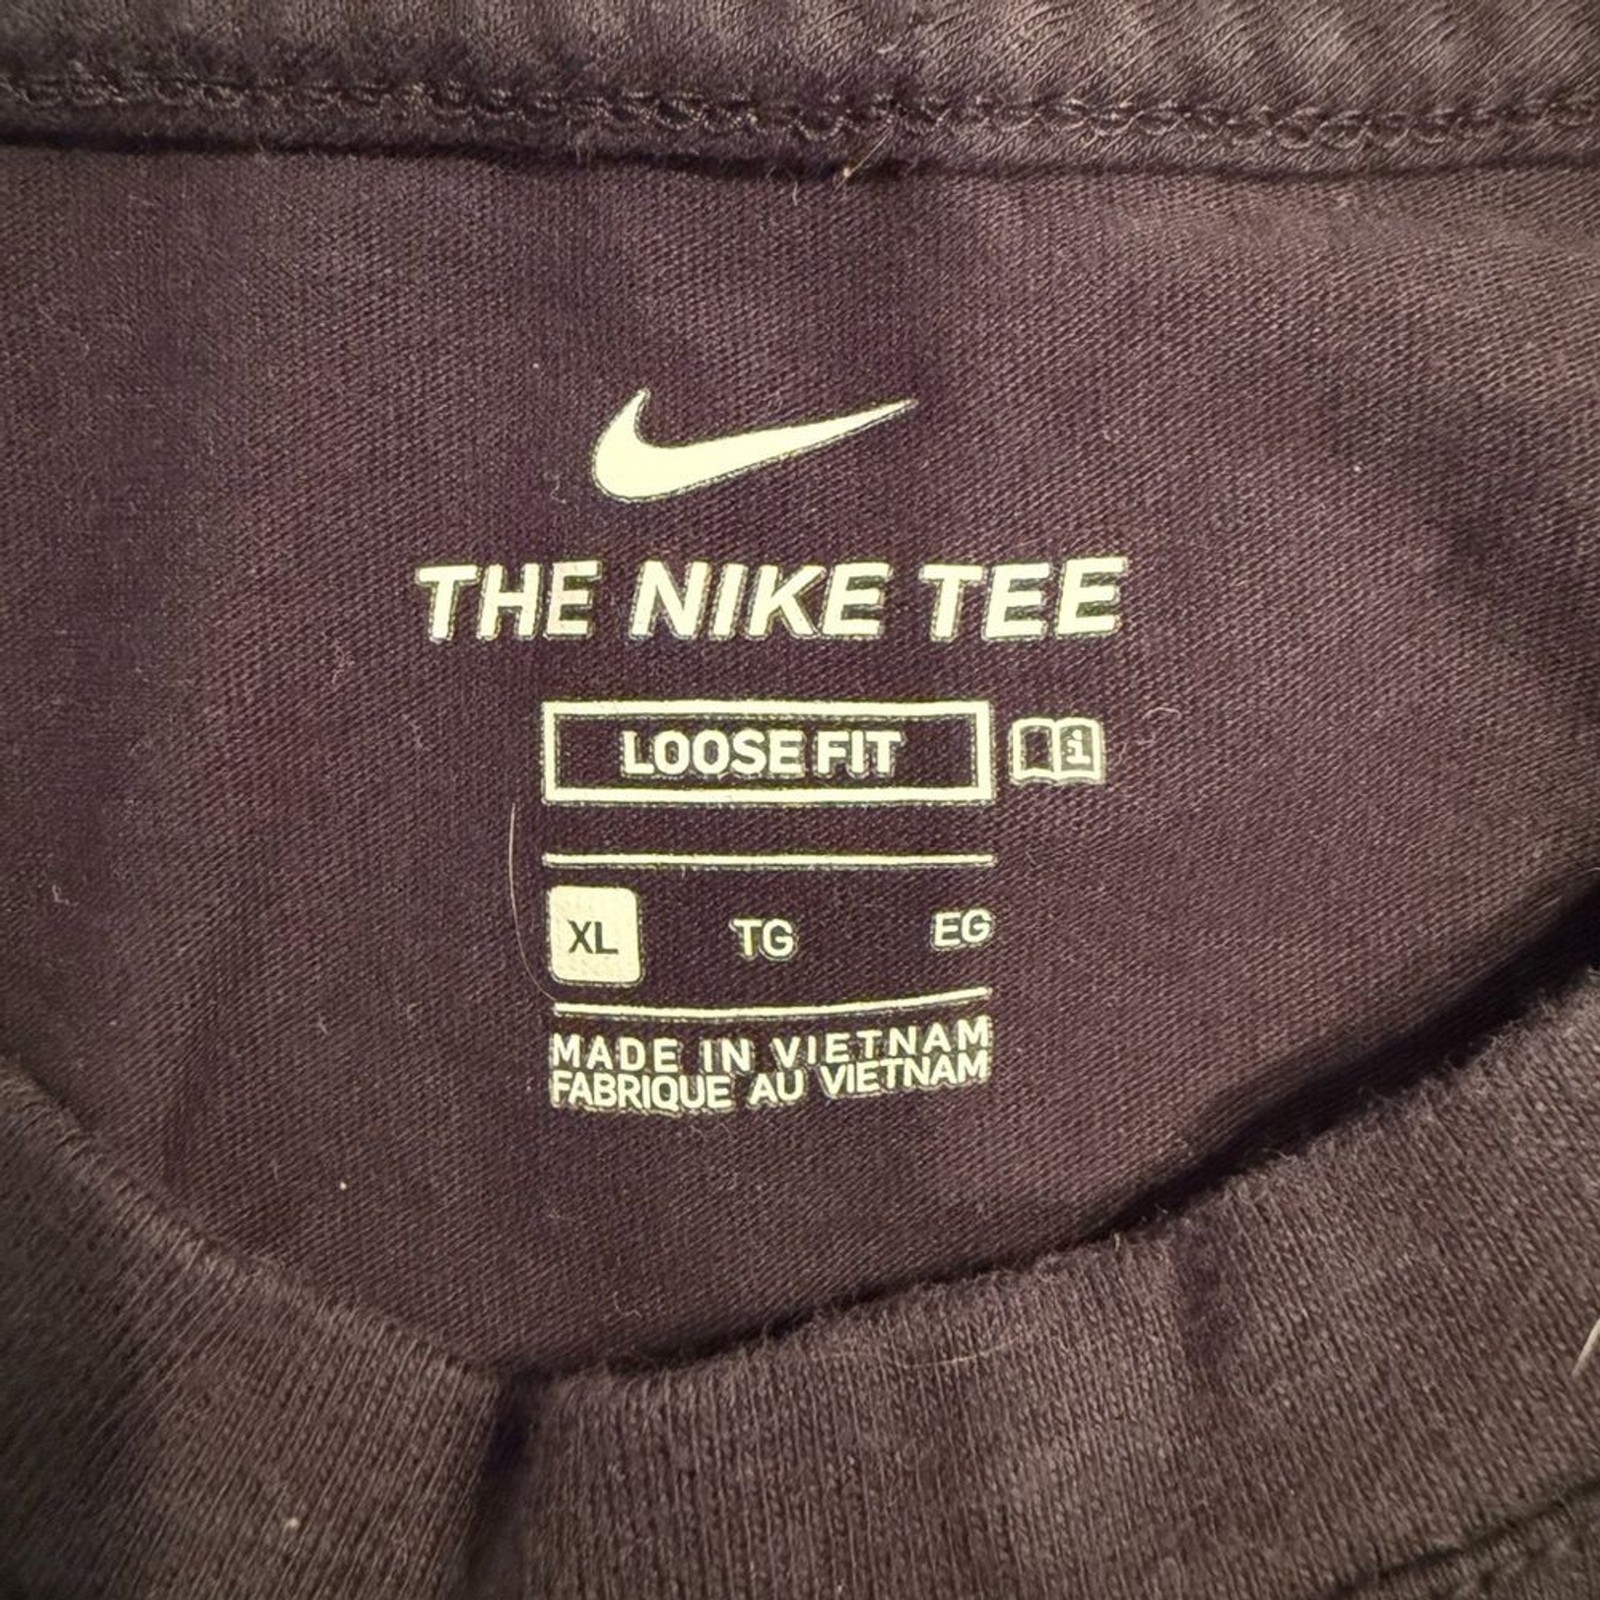 THE NIKE TEE
LOOSE FIT i
XL TG EG
MADE IN VIETNAM
FABRIQUE AU VIETNAM